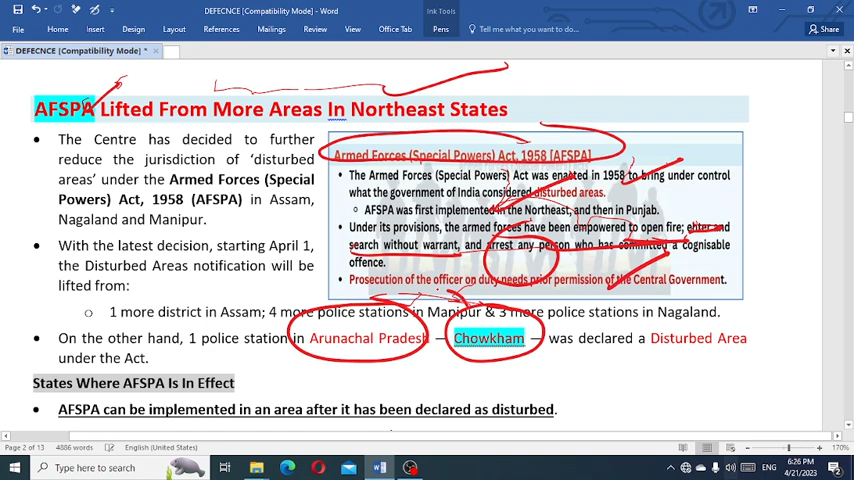 DEFECNCE [Compatibility Mode] - Word
Ink Tools
File
Home
Insert
Design
Layout
References
Mailings
Review
View
Office Tab
Pens
Tell me what you want to do...
Share
DEFECNCE [Compatibility Mode] *
AFSPA Lifted From More Areas In Northeast States
• The Centre has decided to further
reduce the jurisdiction of ‘disturbed
areas’ under the Armed Forces (Special
Powers) Act, 1958 (AFSPA) in Assam,
Nagaland and Manipur.
• With the latest decision, starting April 1,
the Disturbed Areas notification will be
lifted from:
Armed Forces (Special Powers) Act, 1958 [AFSPA]
• The Armed Forces (Special Powers) Act was enacted in 1958 to bring under control
what the government of India considered disturbed areas.
o AFSPA was first implemented in the Northeast, and then in Punjab.
• Under its provisions, the armed forces have been empowered to open fire; enter and
search without warrant, and arrest any person who has committed a cognisable
offence.
• Prosecution of the officer on duty needs prior permission of the Central Government.
o 1 more district in Assam; 4 more police stations in Manipur & 3 more police stations in Nagaland.
• On the other hand, 1 police station in Arunachal Pradesh — Chowkham — was declared a Disturbed Area
under the Act.
States Where AFSPA Is In Effect
• AFSPA can be implemented in an area after it has been declared as disturbed.
Page 2 of 13
4886 words
English (United States)
170%
Type here to search
ENG
6:26 PM
4/21/2023
2